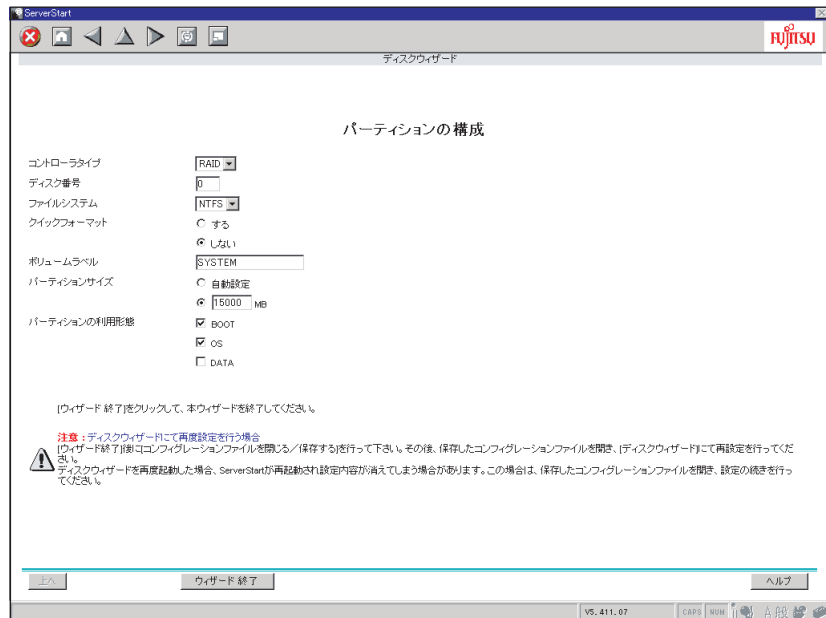 ServerStart
FUJITSU
ディスクウィザード
パーティションの構成
コントローラタイプ RAID
ディスク番号 0
ファイルシステム NTFS
クイックフォーマット する
しない
ボリュームラベル SYSTEM
パーティションサイズ 自動設定
15000 MB
パーティションの利用形態 BOOT
OS
DATA
[ウィザード 終了]をクリックして、本ウィザードを終了してください。
注意：ディスクウィザードにて再度設定を行う場合
[ウィザード終了]後に[コンフィグレーションファイルを閉じる／保存する]を行って下さい。その後、保存したコンフィグレーションファイルを開き、[ディスクウィザード]にて再設定を行ってくだ
さい。
ディスクウィザードを再度起動した場合、ServerStartが再起動され設定内容が消えてしまう場合があります。この場合は、保存したコンフィグレーションファイルを開き、設定の続きを行っ
てください。
上へ ウィザード 終了 ヘルプ
V5.411.07 CAPS NUM A 般